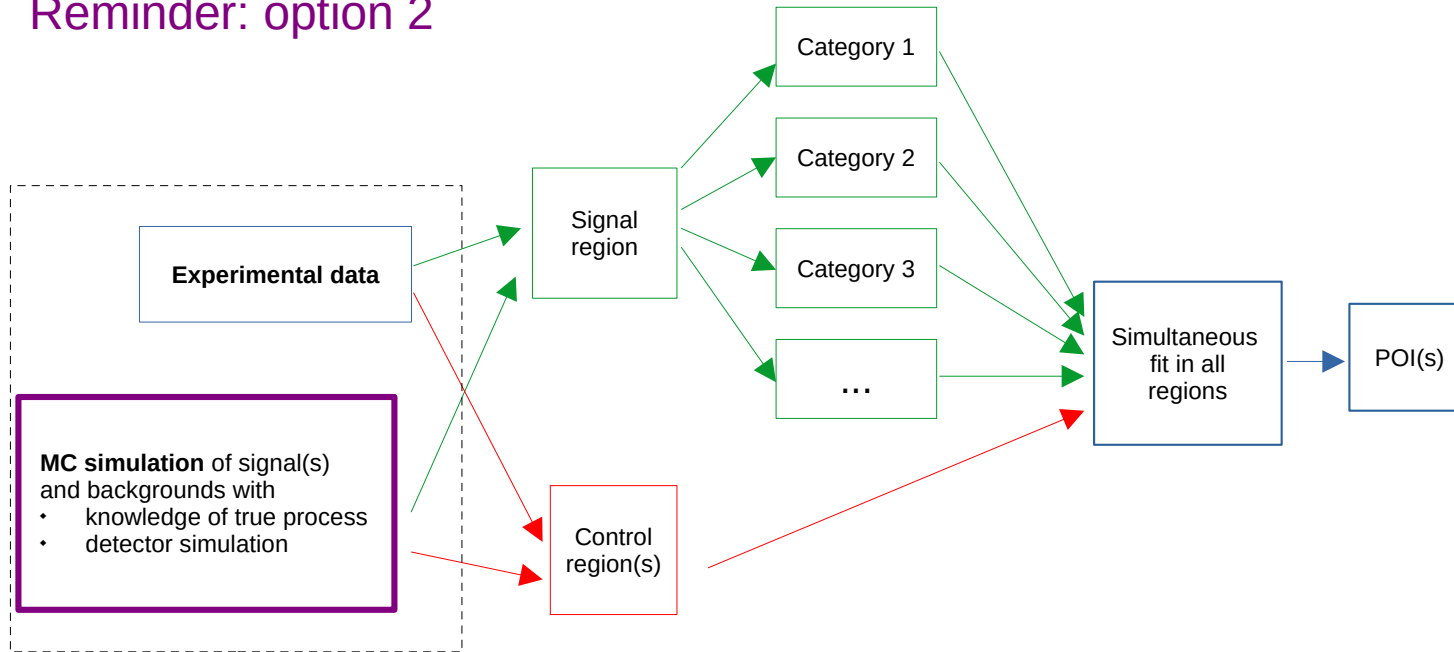 Reminder: option 2
Category 1
Category 2
Category 3
...
Signal
region
Experimental data
MC simulation of signal(s)
and backgrounds with
• knowledge of true process
• detector simulation
Control
region(s)
Simultaneous
fit in all
regions
POI(s)